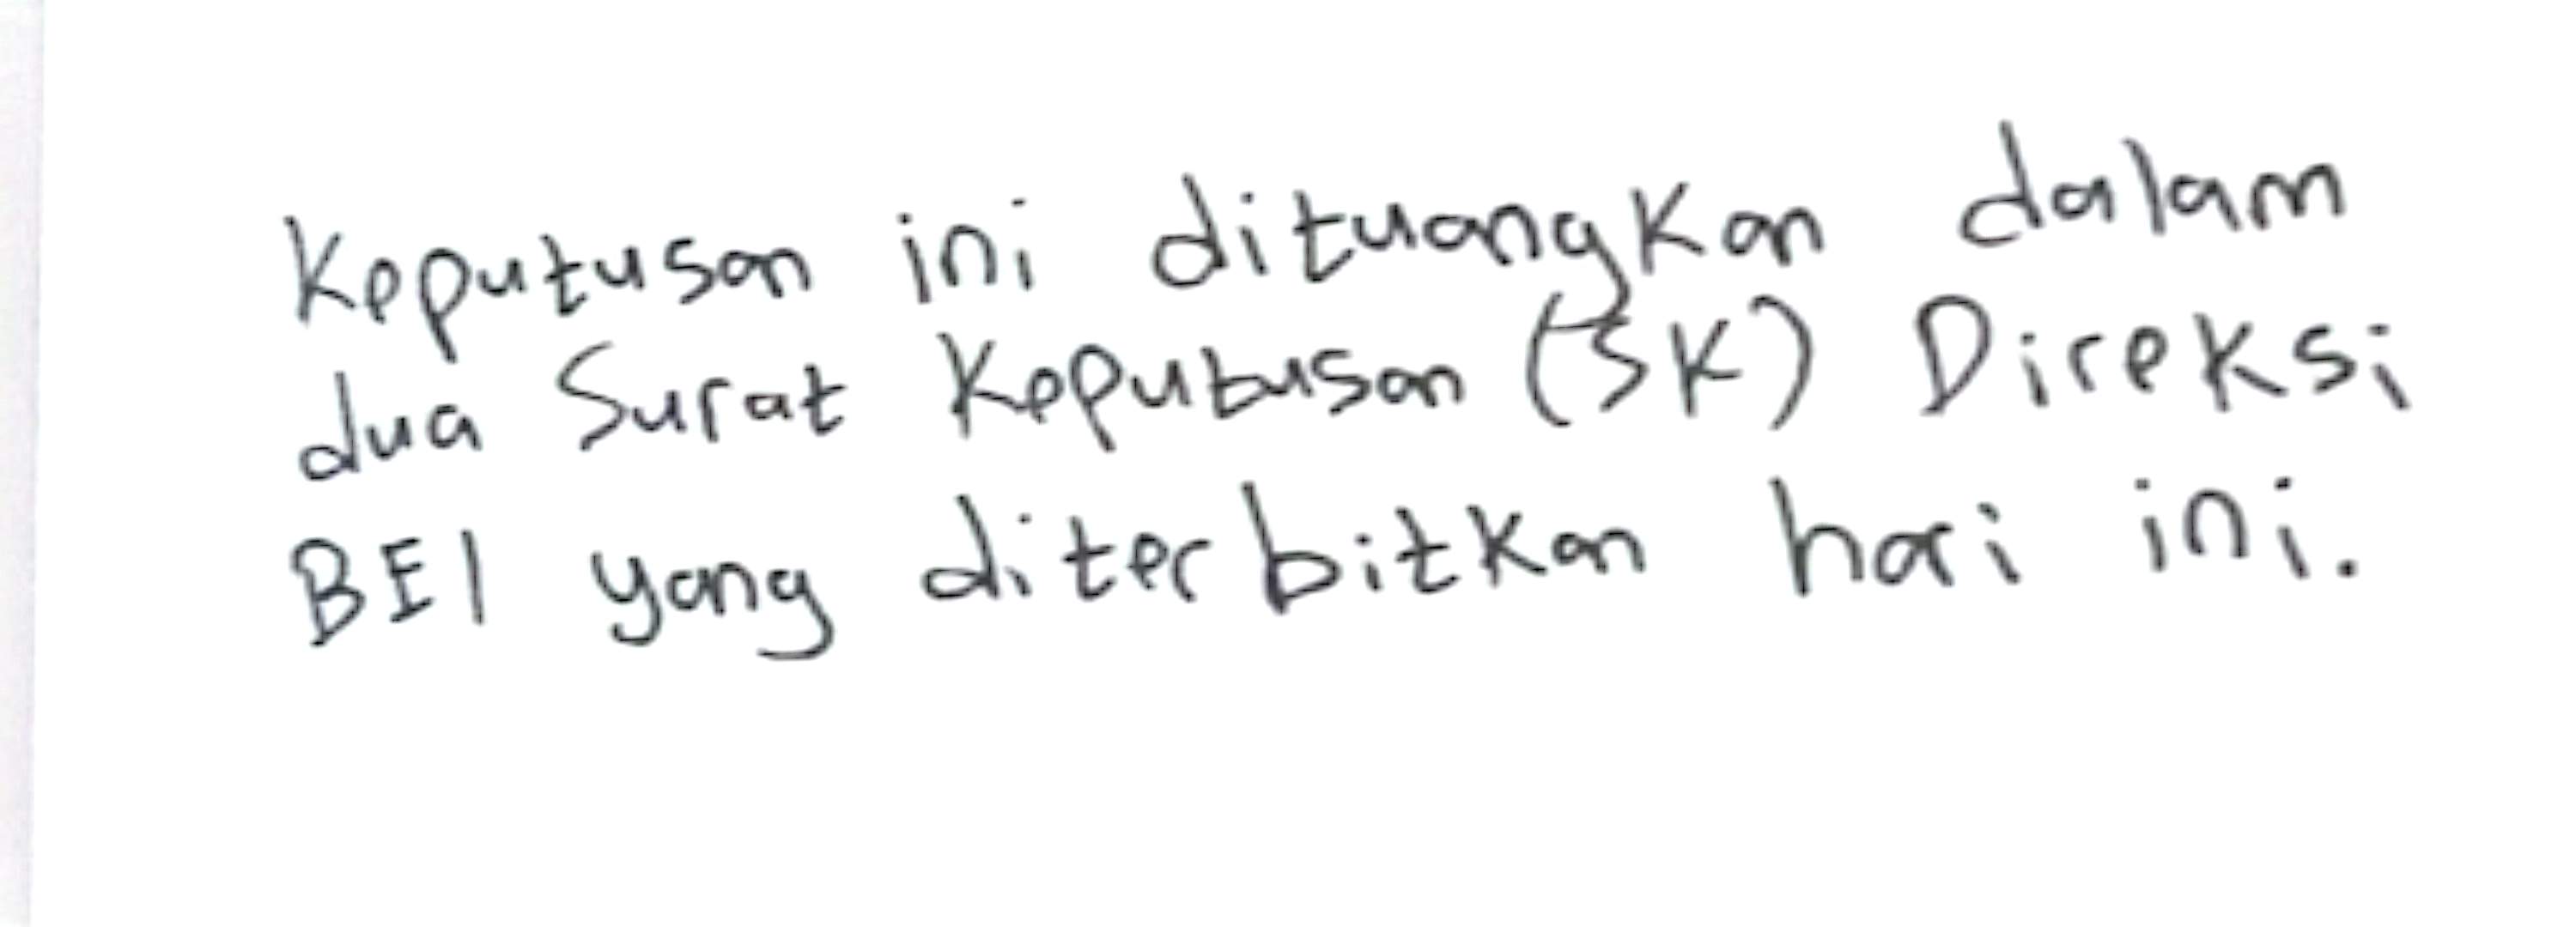 Keputusan ini dituangkan dalam
dua Surat Keputusan (SK) Direksi
BEI yang diterbitkan hari ini.